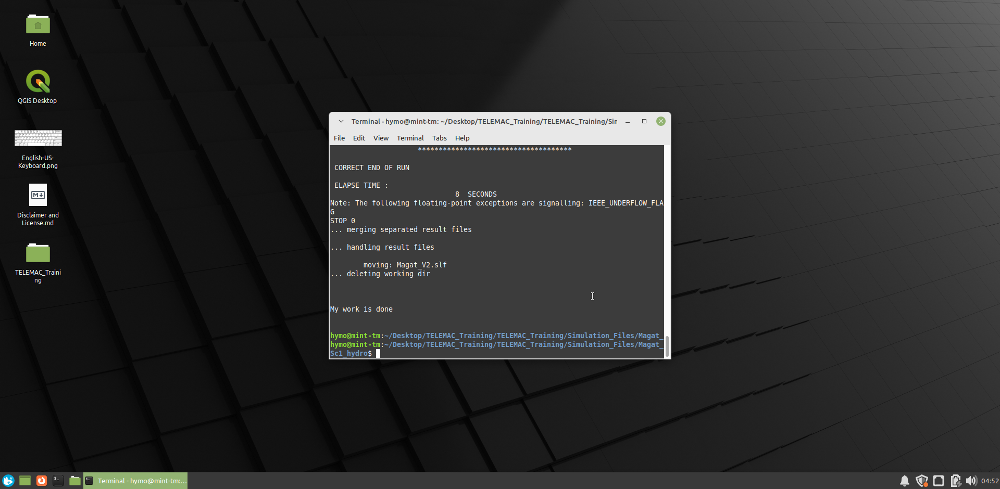 Home
QGIS Desktop
English-US-
Keyboard.png
Disclaimer and
License.md
TELEMAC_Traini
ng
Terminal - hymo@mint-tm: ~/Desktop/TELEMAC_Training/TELEMAC_Training/Sin
File Edit View Terminal Tabs Help
*************************************
CORRECT END OF RUN
ELAPSE TIME :
8 SECONDS
Note: The following floating-point exceptions are signalling: IEEE_UNDERFLOW_FLA
G
STOP 0
... merging separated result files
... handling result files
moving: Magat_V2.slf
... deleting working dir
My work is done
hymo@mint-tm:~/Desktop/TELEMAC_Training/TELEMAC_Training/Simulation_Files/Magat_
hymo@mint-tm:~/Desktop/TELEMAC_Training/TELEMAC_Training/Simulation_Files/Magat_
Sc1_hydro$
Terminal - hymo@mint-tm:...
04:52